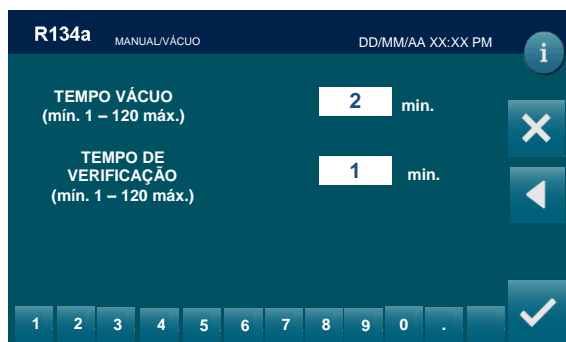 R134a MANUAL/VÁCUO DD/MM/AA XX:XX PM
i
TEMPO VÁCUO
(mín. 1 – 120 máx.)
2 min.
TEMPO DE
VERIFICAÇÃO
(mín. 1 – 120 máx.)
1 min.
1 2 3 4 5 6 7 8 9 0 .